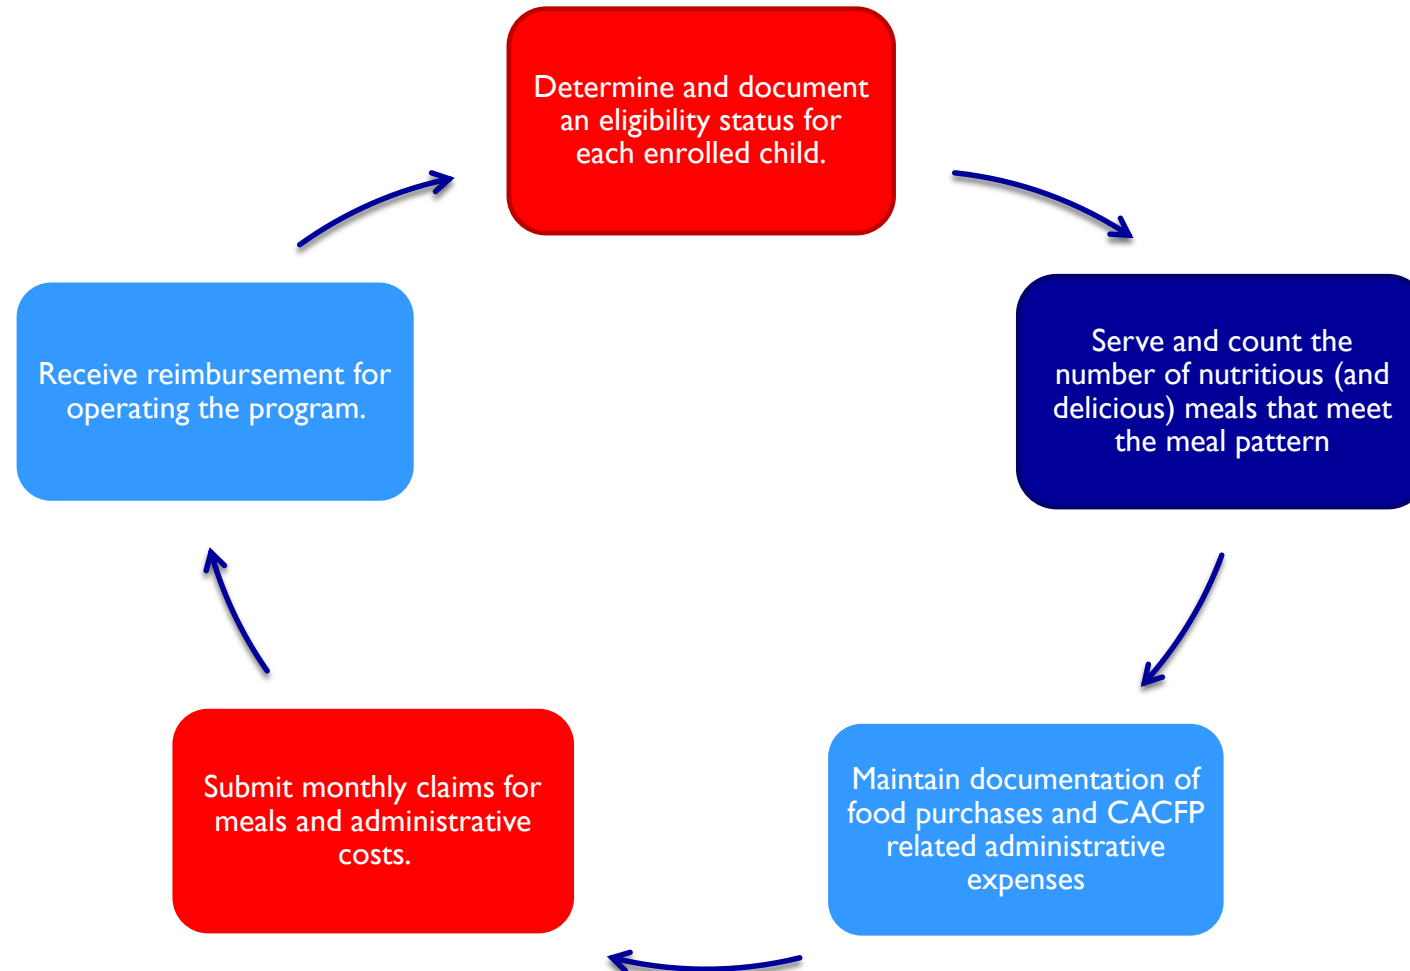 Determine and document
an eligibility status for
each enrolled child.
Serve and count the
number of nutritious (and
delicious) meals that meet
the meal pattern
Maintain documentation of
food purchases and CACFP
related administrative
expenses
Submit monthly claims for
meals and administrative
costs.
Receive reimbursement for
operating the program.